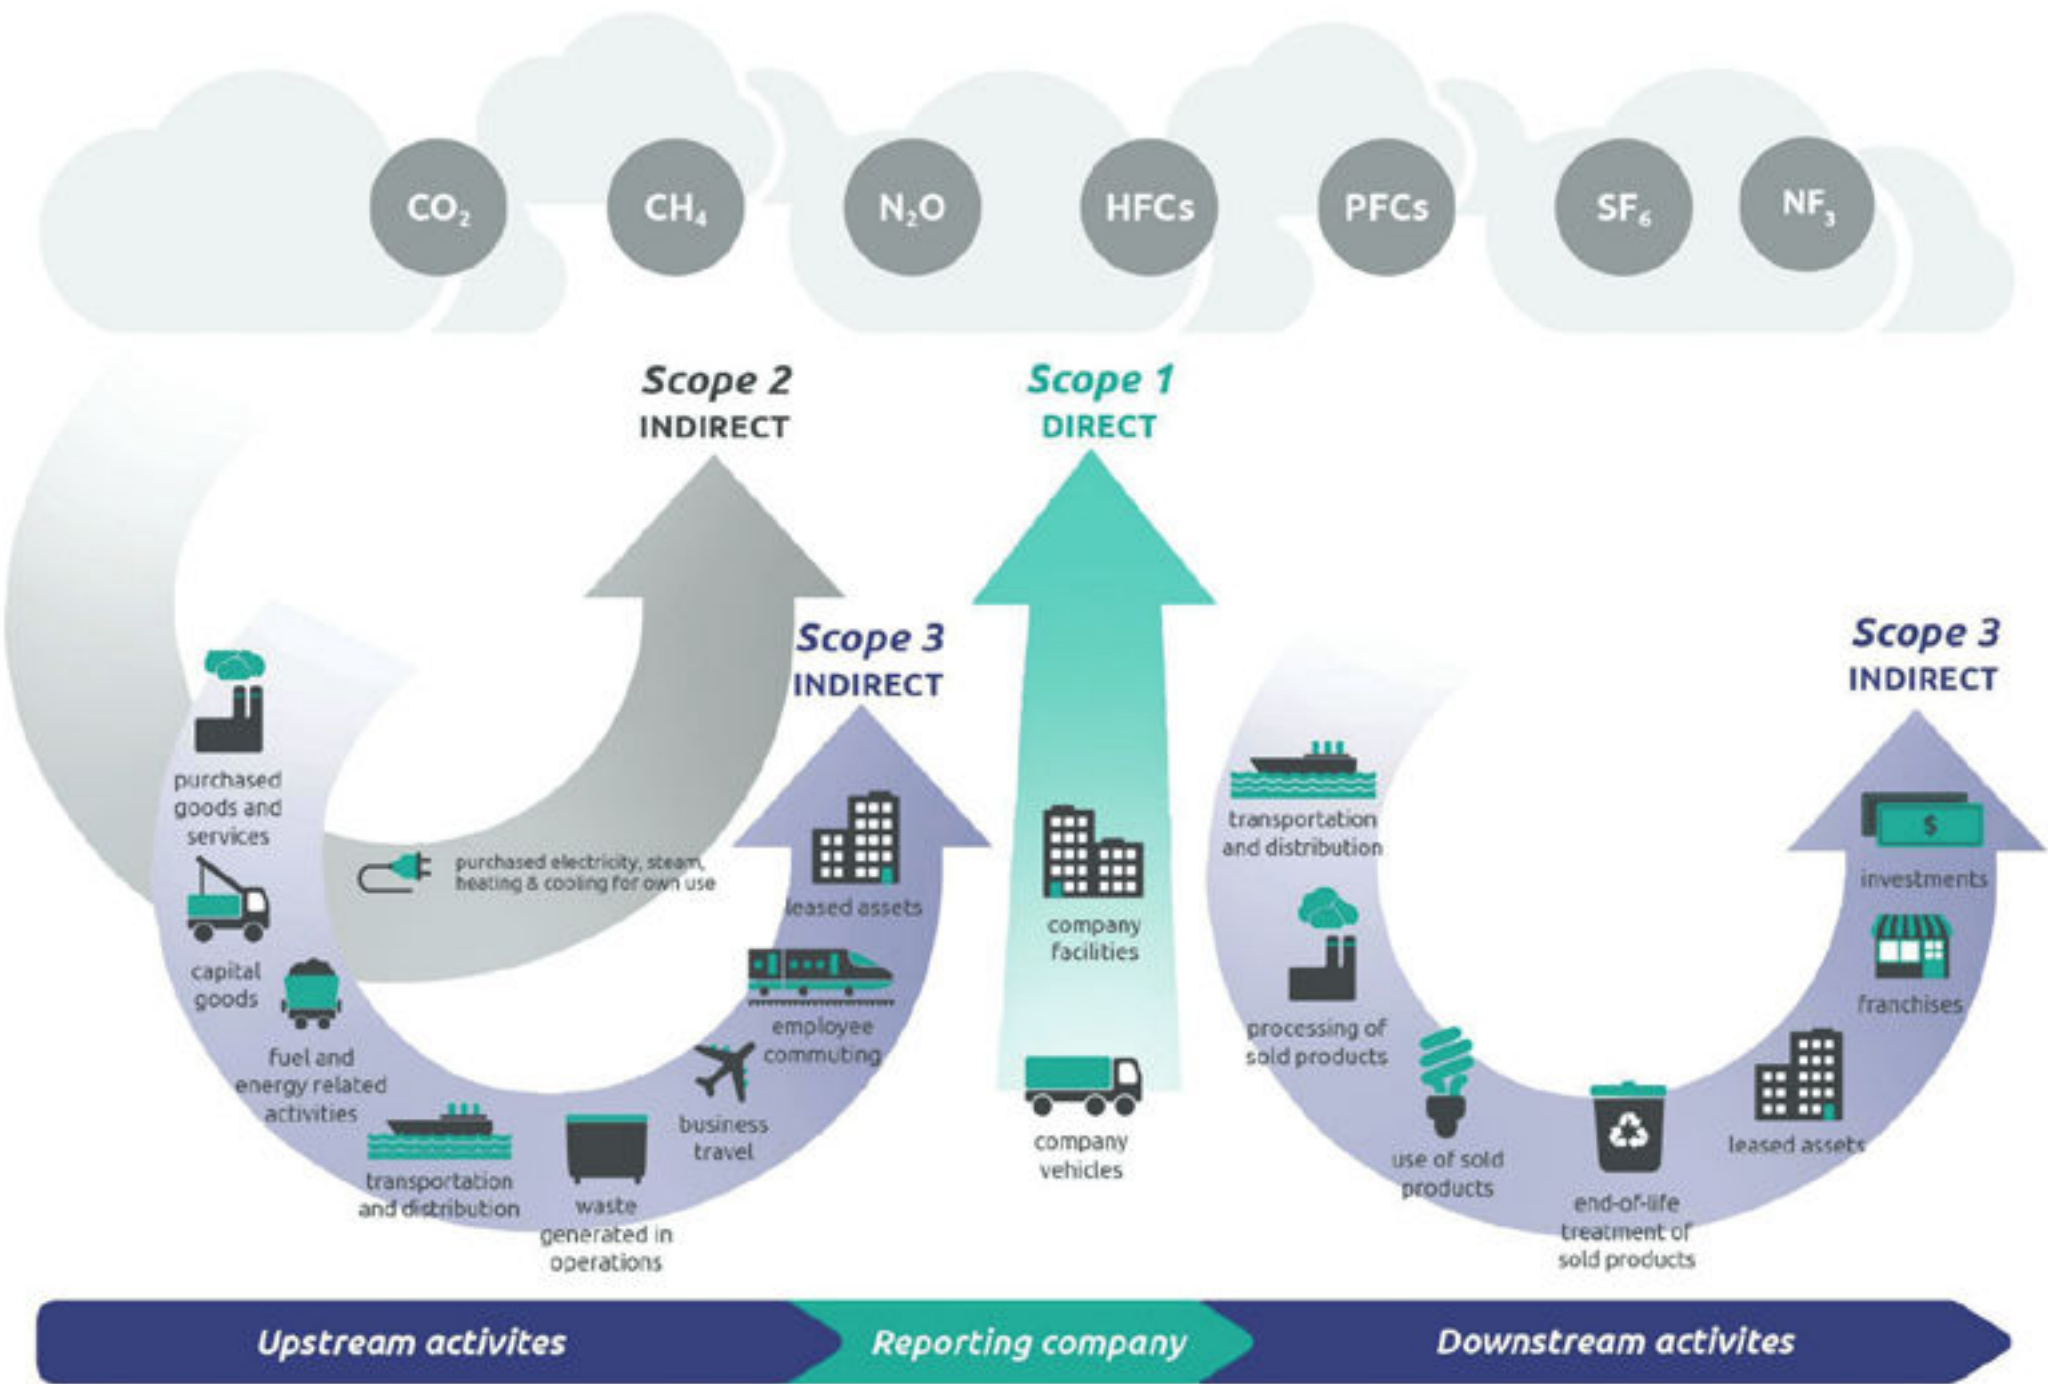 CO₂
CH₄
N₂O
HFCs
PFCs
SF₆
NF₃
Scope 2
INDIRECT
Scope 1
DIRECT
Scope 3
INDIRECT
Scope 3
INDIRECT
purchased
goods and
services
capital
goods
fuel and
energy related
activities
transportation
and distribution
waste
generated in
operations
business
travel
employee
commuting
leased assets
purchased electricity, steam,
heating & cooling for own use
company
facilities
company
vehicles
transportation
and distribution
processing of
sold products
use of sold
products
end-of-life
treatment of
sold products
leased assets
franchises
investments
$
Upstream activites
Reporting company
Downstream activites